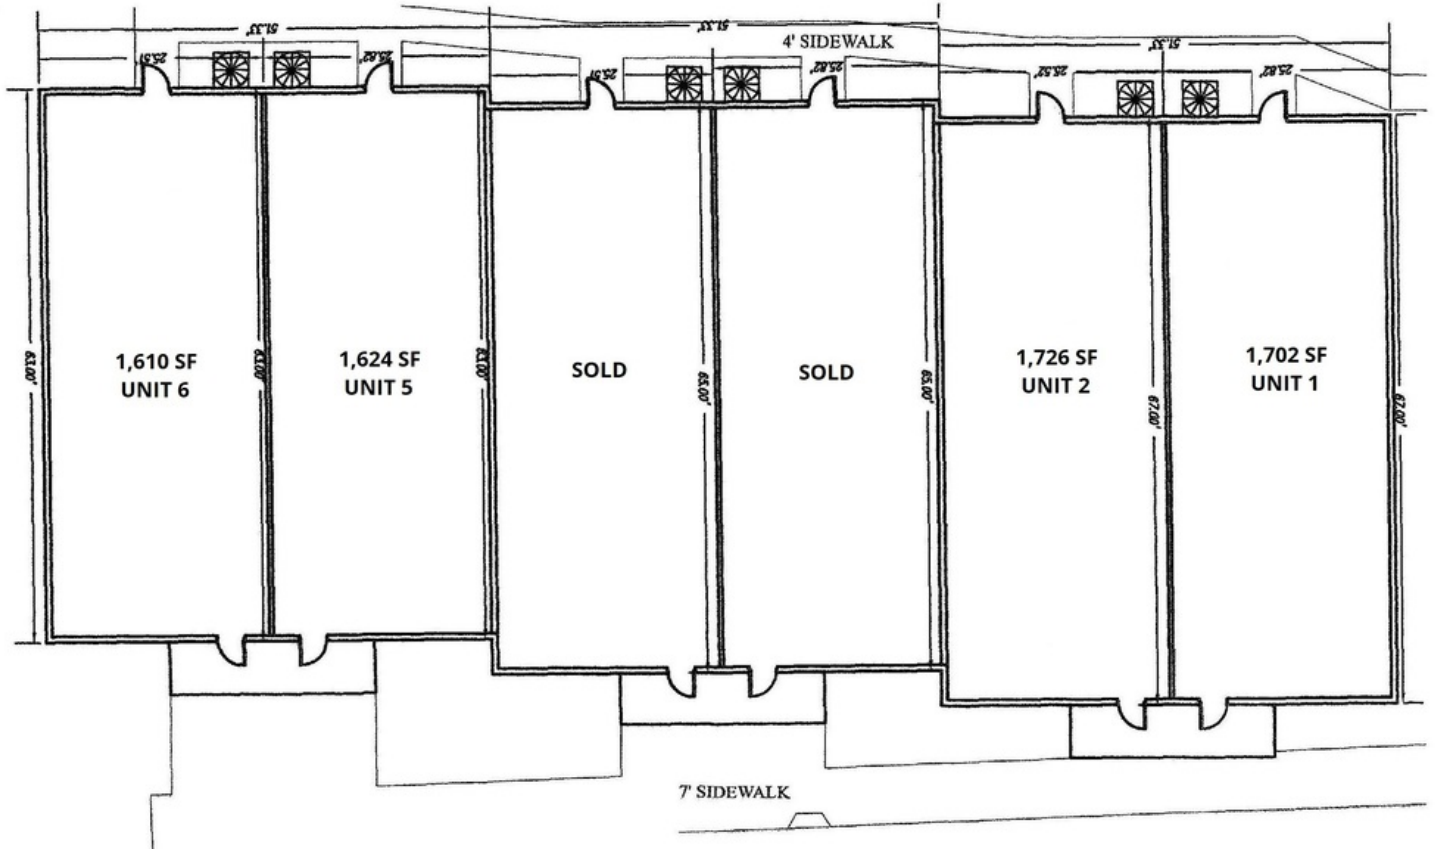 51.33'
51.33'
4' SIDEWALK
51.33'
25.51'
25.82'
25.51'
25.82'
25.52'
25.82'
63.00'
1,610 SF
UNIT 6
63.00'
1,624 SF
UNIT 5
63.00'
SOLD
65.00'
SOLD
65.00'
1,726 SF
UNIT 2
67.00'
1,702 SF
UNIT 1
67.00'
7' SIDEWALK